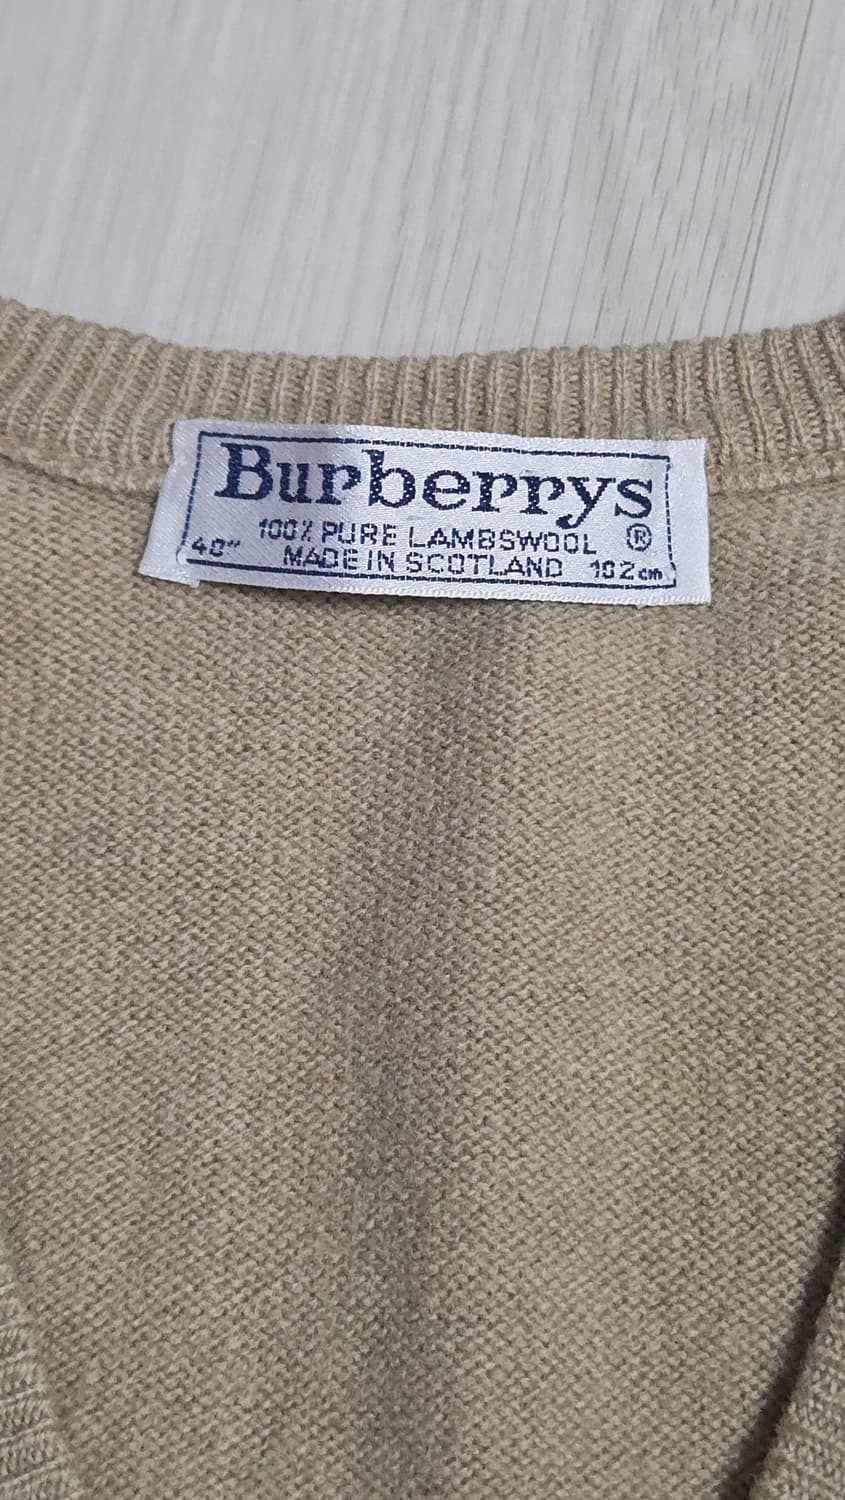 Burberrys
100% PURE LAMBSWOOL ®
40" MADE IN SCOTLAND 102cm